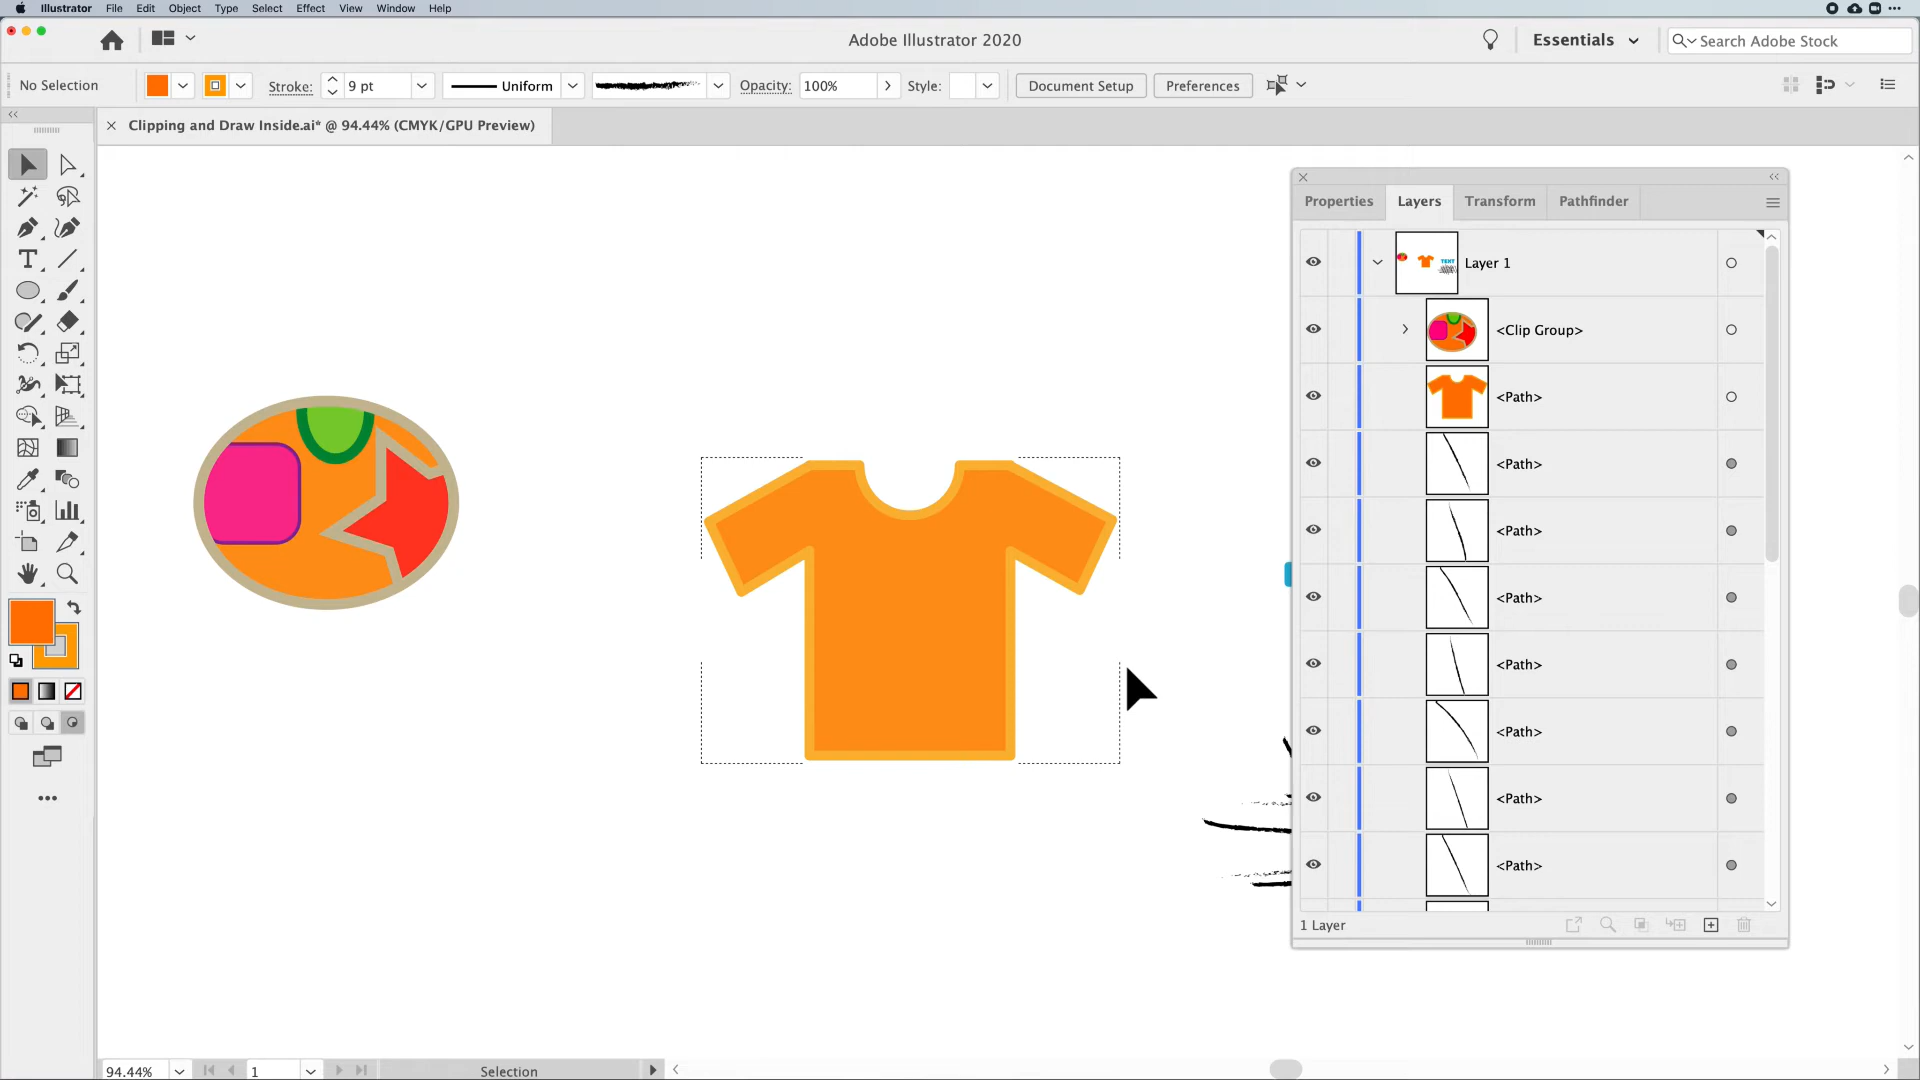 Illustrator File Edit Object Type Select Effect View Window Help
Adobe Illustrator 2020
Essentials
Search Adobe Stock
No Selection
Stroke:
9 pt
Uniform
Opacity:
100%
Style:
Document Setup
Preferences
Clipping and Draw Inside.ai* @ 94.44% (CMYK/GPU Preview)
Properties Layers Transform Pathfinder
Layer 1
<Clip Group>
<Path>
<Path>
<Path>
<Path>
<Path>
<Path>
<Path>
<Path>
1 Layer
94.44%
1
Selection